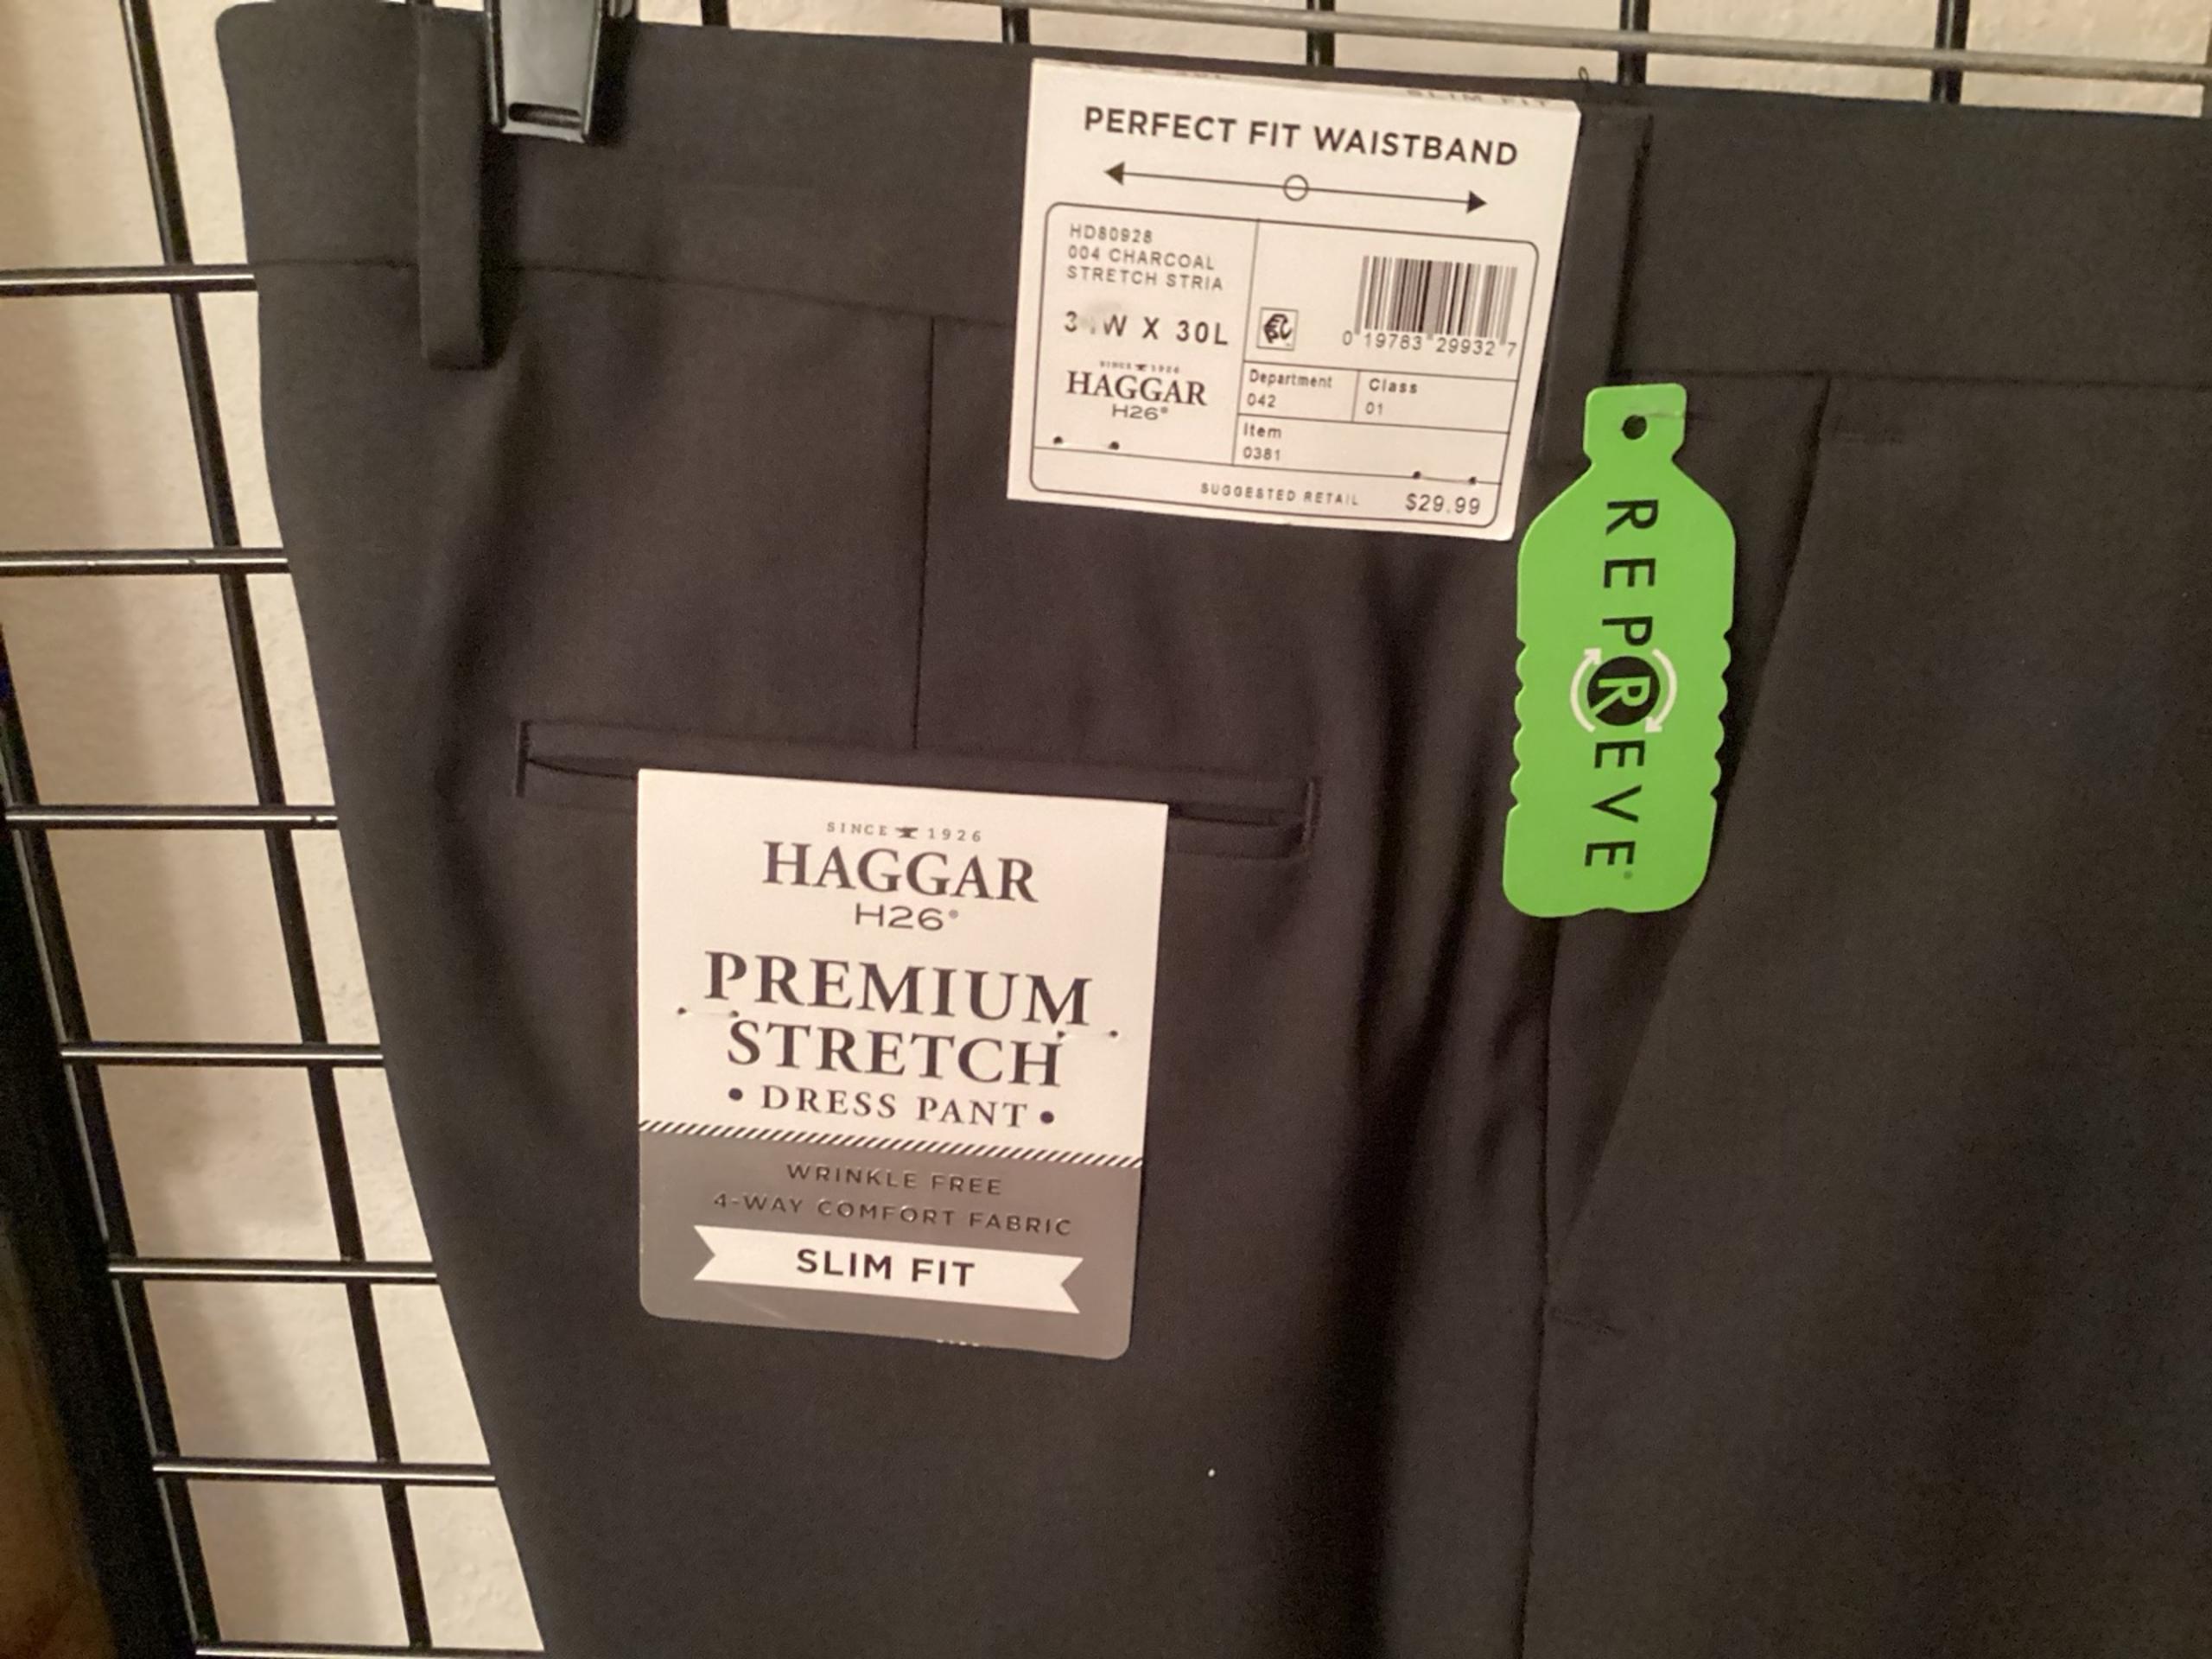 PERFECT FIT WAISTBAND
HD80928
004 CHARCOAL
STRETCH STRIA
X 30L
SINCE 1926
HAGGAR
H26®
0 19783 29932 7
Department
042
Class
01
Item
0381
SUGGESTED RETAIL $29.99
REPREVE
SINCE 1926
HAGGAR
H26®
PREMIUM
STRETCH
• DRESS PANT •
WRINKLE FREE
4-WAY COMFORT FABRIC
SLIM FIT